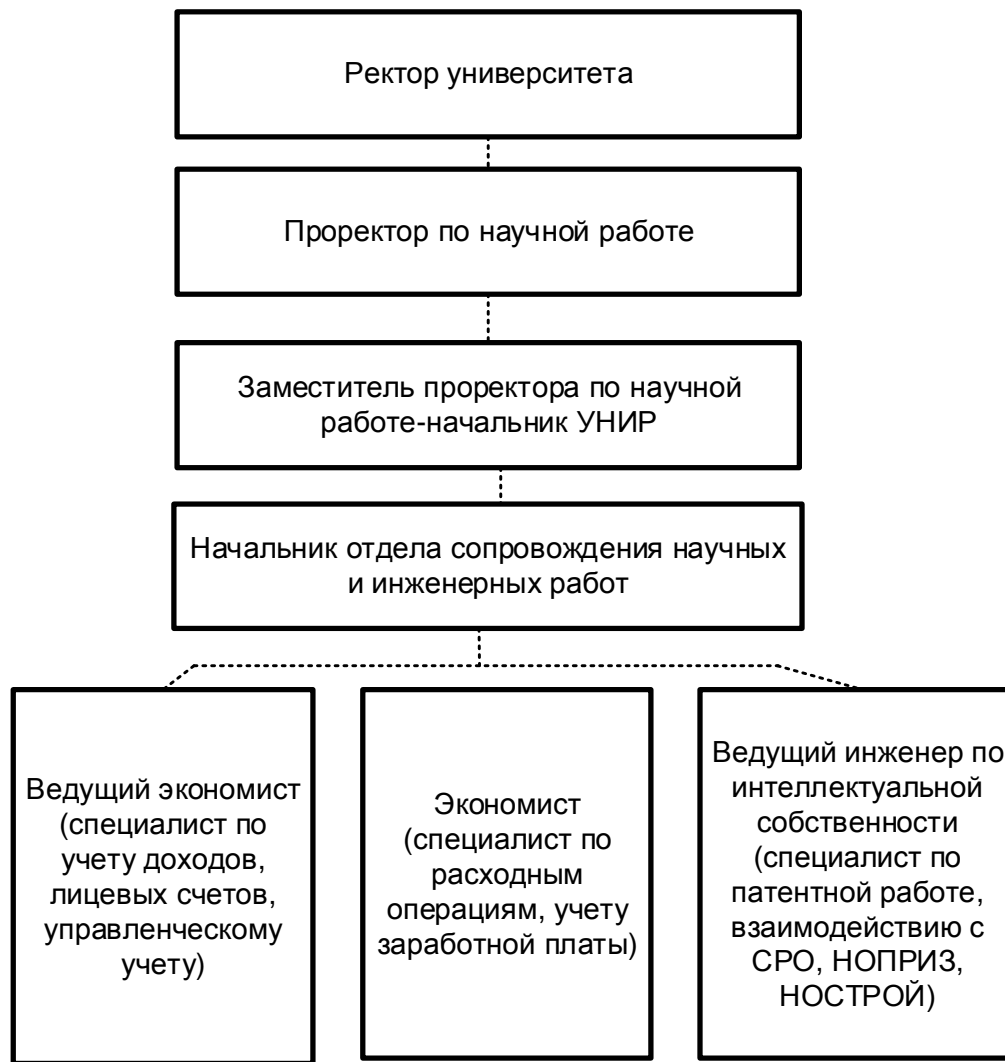 Ректор университета
Проректор по научной работе
Заместитель проректора по научной
работе-начальник УНИР
Начальник отдела сопровождения научных
и инженерных работ
Ведущий экономист
(специалист по
учету доходов,
лицевых счетов,
управленческому
учету)
Экономист
(специалист по
расходным
операциям, учету
заработной платы)
Ведущий инженер по
интеллектуальной
собственности
(специалист по
патентной работе,
взаимодействию с
СРО, НОПРИЗ,
НОСТРОЙ)